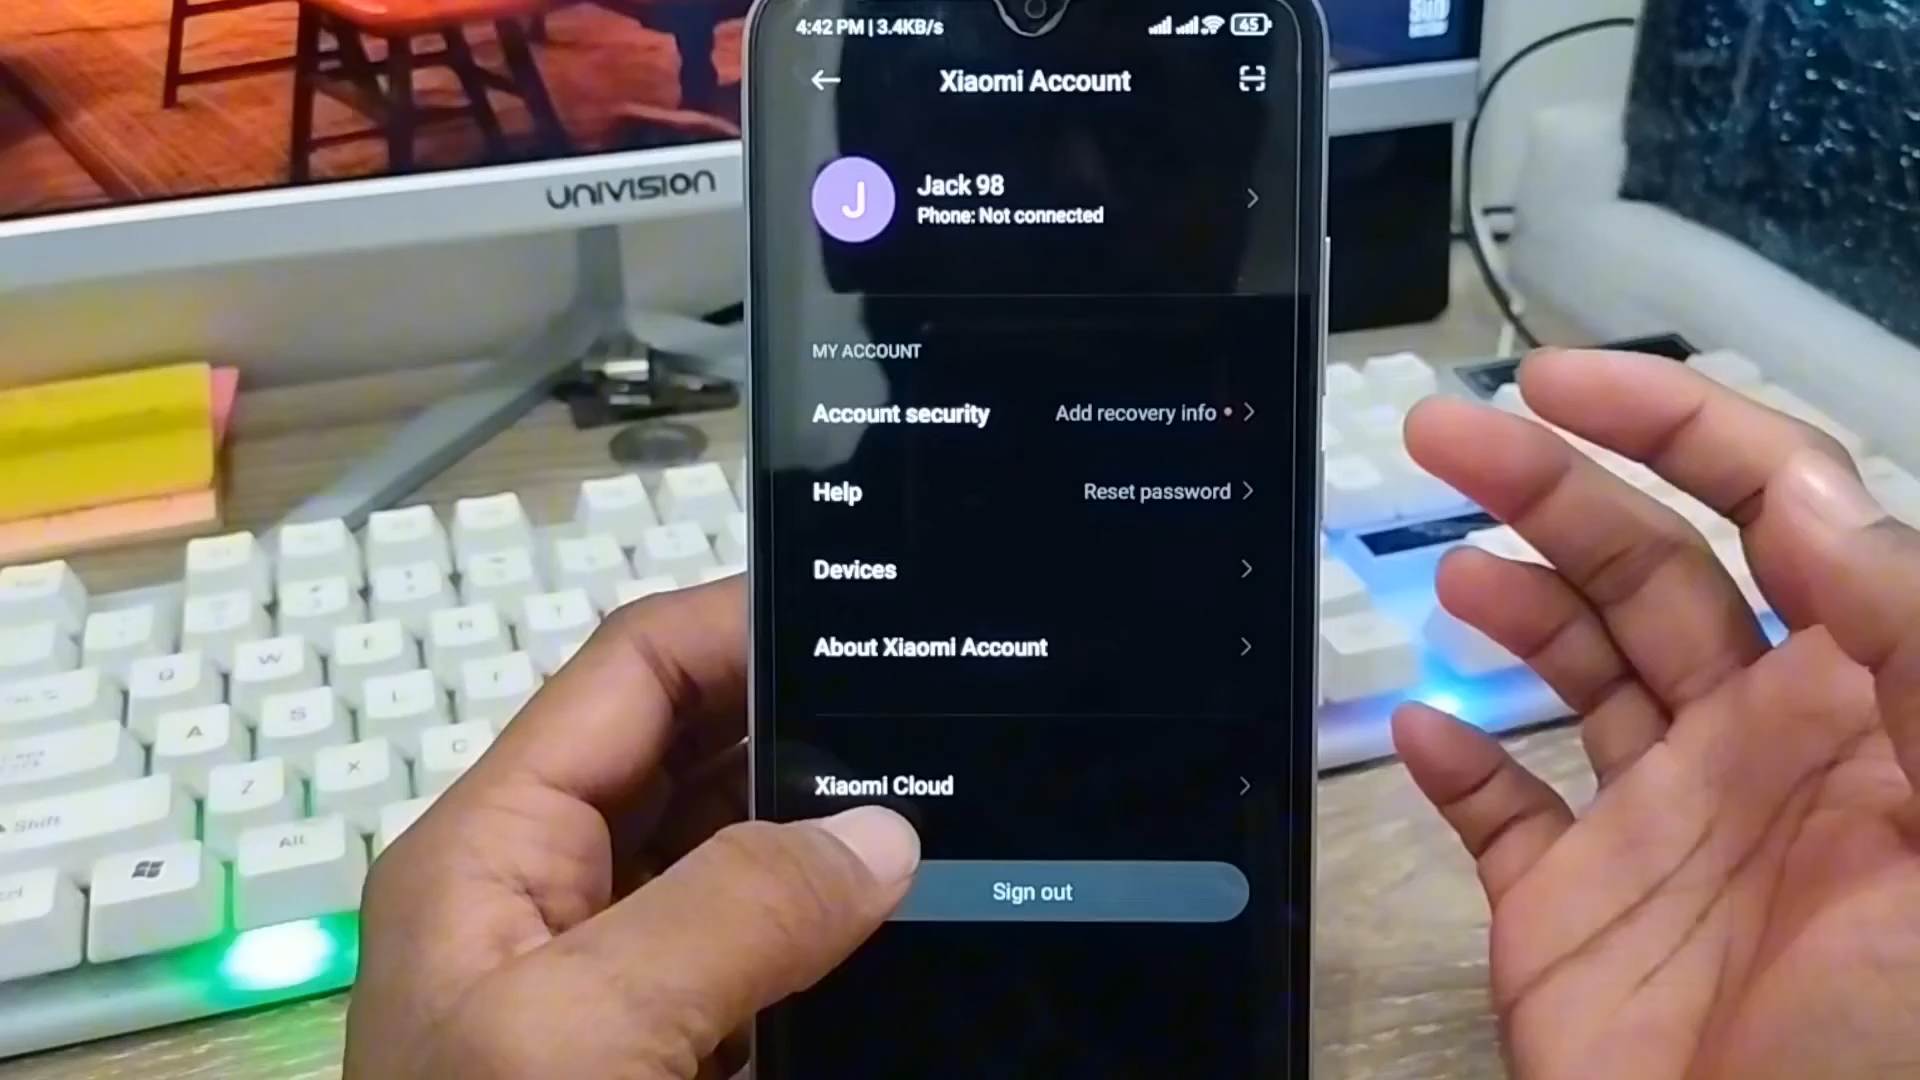 4:42 PM | 3.4KB/s
45
Xiaomi Account
J
Jack 98
Phone: Not connected
MY ACCOUNT
Account security
Add recovery info
Help
Reset password
Devices
About Xiaomi Account
Xiaomi Cloud
Sign out
UNIVISION
Q
W
A
S
Z
X
C
Shift
Alt